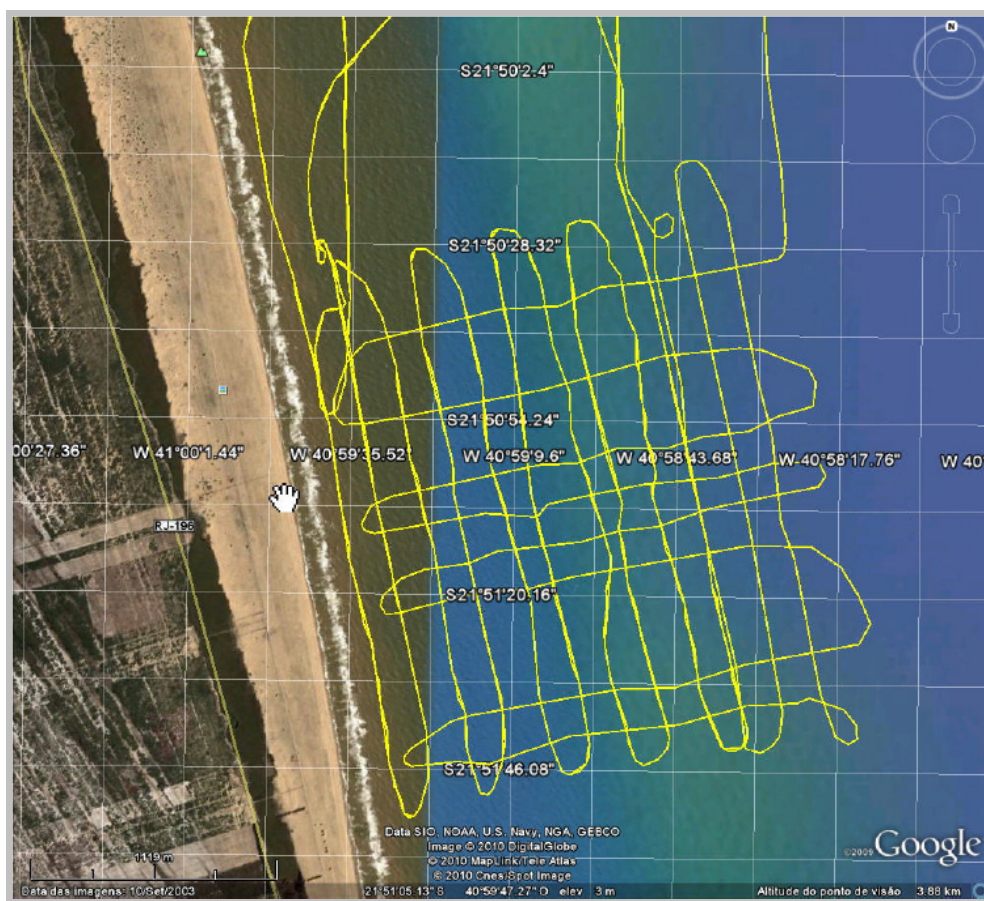 N
S21°50'2.4"
S21°50'28.32"
S21°50'54.24"
00'27.36" W 41°00'1.44" W 40°59'35.52" W 40°59'9.6" W 40°58'43.68" W 40°58'17.76" W 40
RJ-196
S21°51'20.16"
S21°51'46.08"
Data SIO, NOAA, U.S. Navy, NGA, GEBCO
Image © 2010 DigitalGlobe
© 2010 MapLink/Tele Atlas
© 2010 Cnes/Spot Image
©2009 Google
1119 m
Data das imagens: 10/Set/2003 21°51'05.13" S 40°59'47.27" O elev 3 m Altitude do ponto de visão 3.88 km